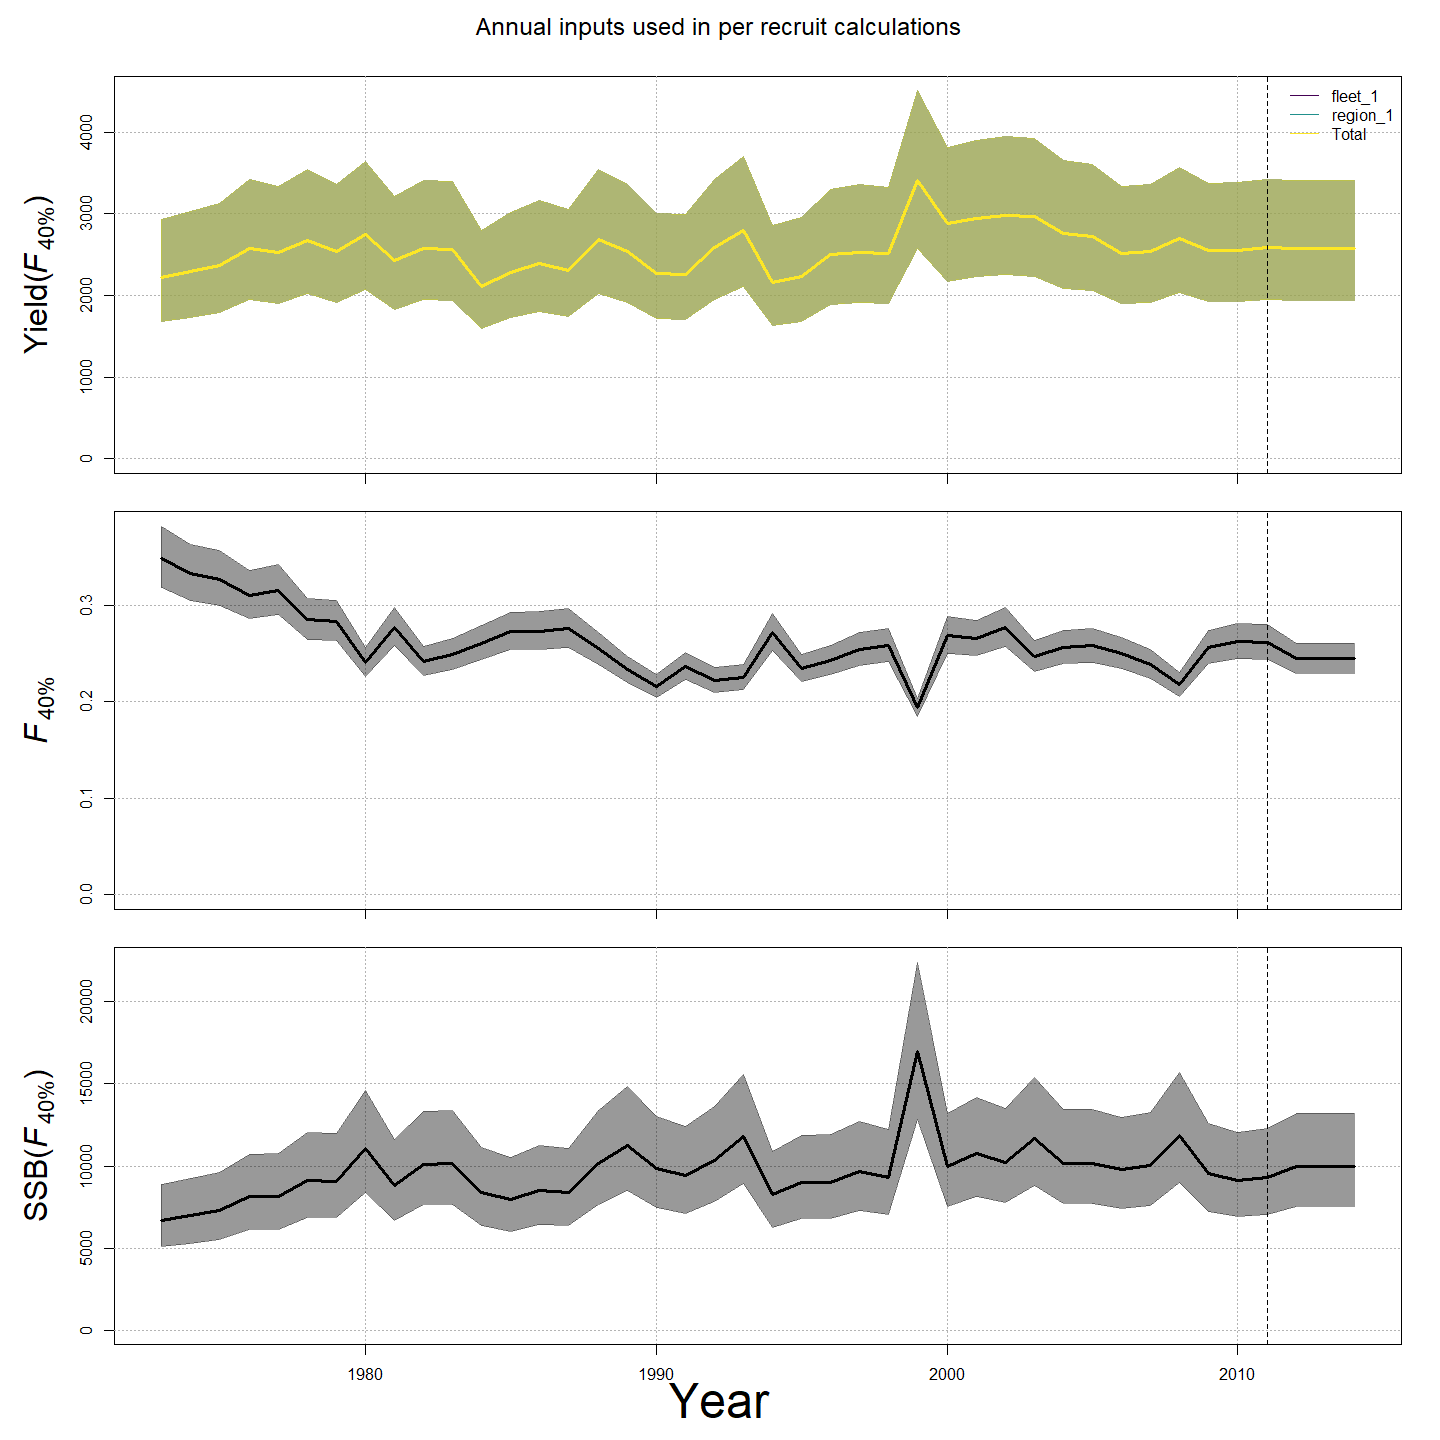 Annual inputs used in per recruit calculations
Yield(F40%)
4000
3000
2000
1000
0
fleet_1
region_1
Total
F40%
0.3
0.2
0.1
0.0
SSB(F40%)
20000
15000
10000
5000
0
1980 1990 2000 2010
Year